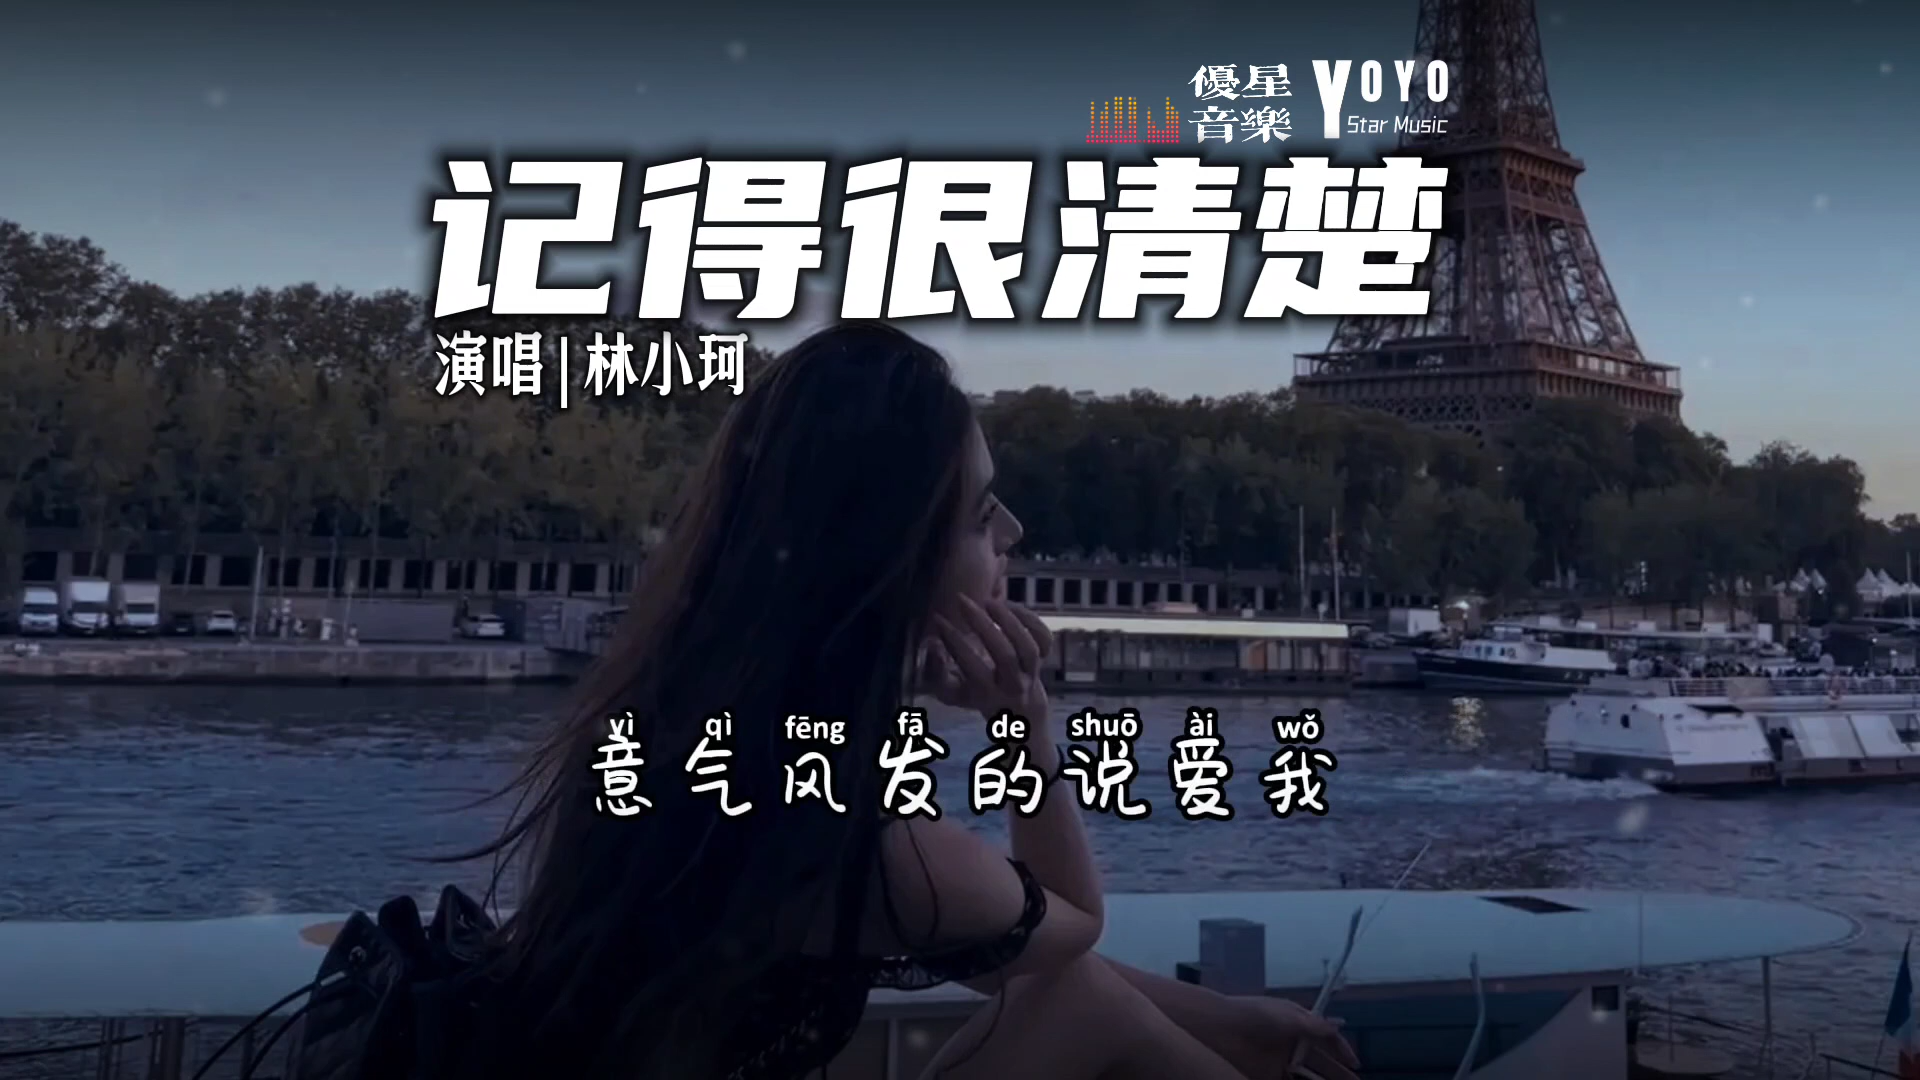 優星
音樂
YOYO
Star Music
记得很清楚
演唱|林小珂
yì qì fēng fā de shuō ài wǒ
意气风发的说爱我